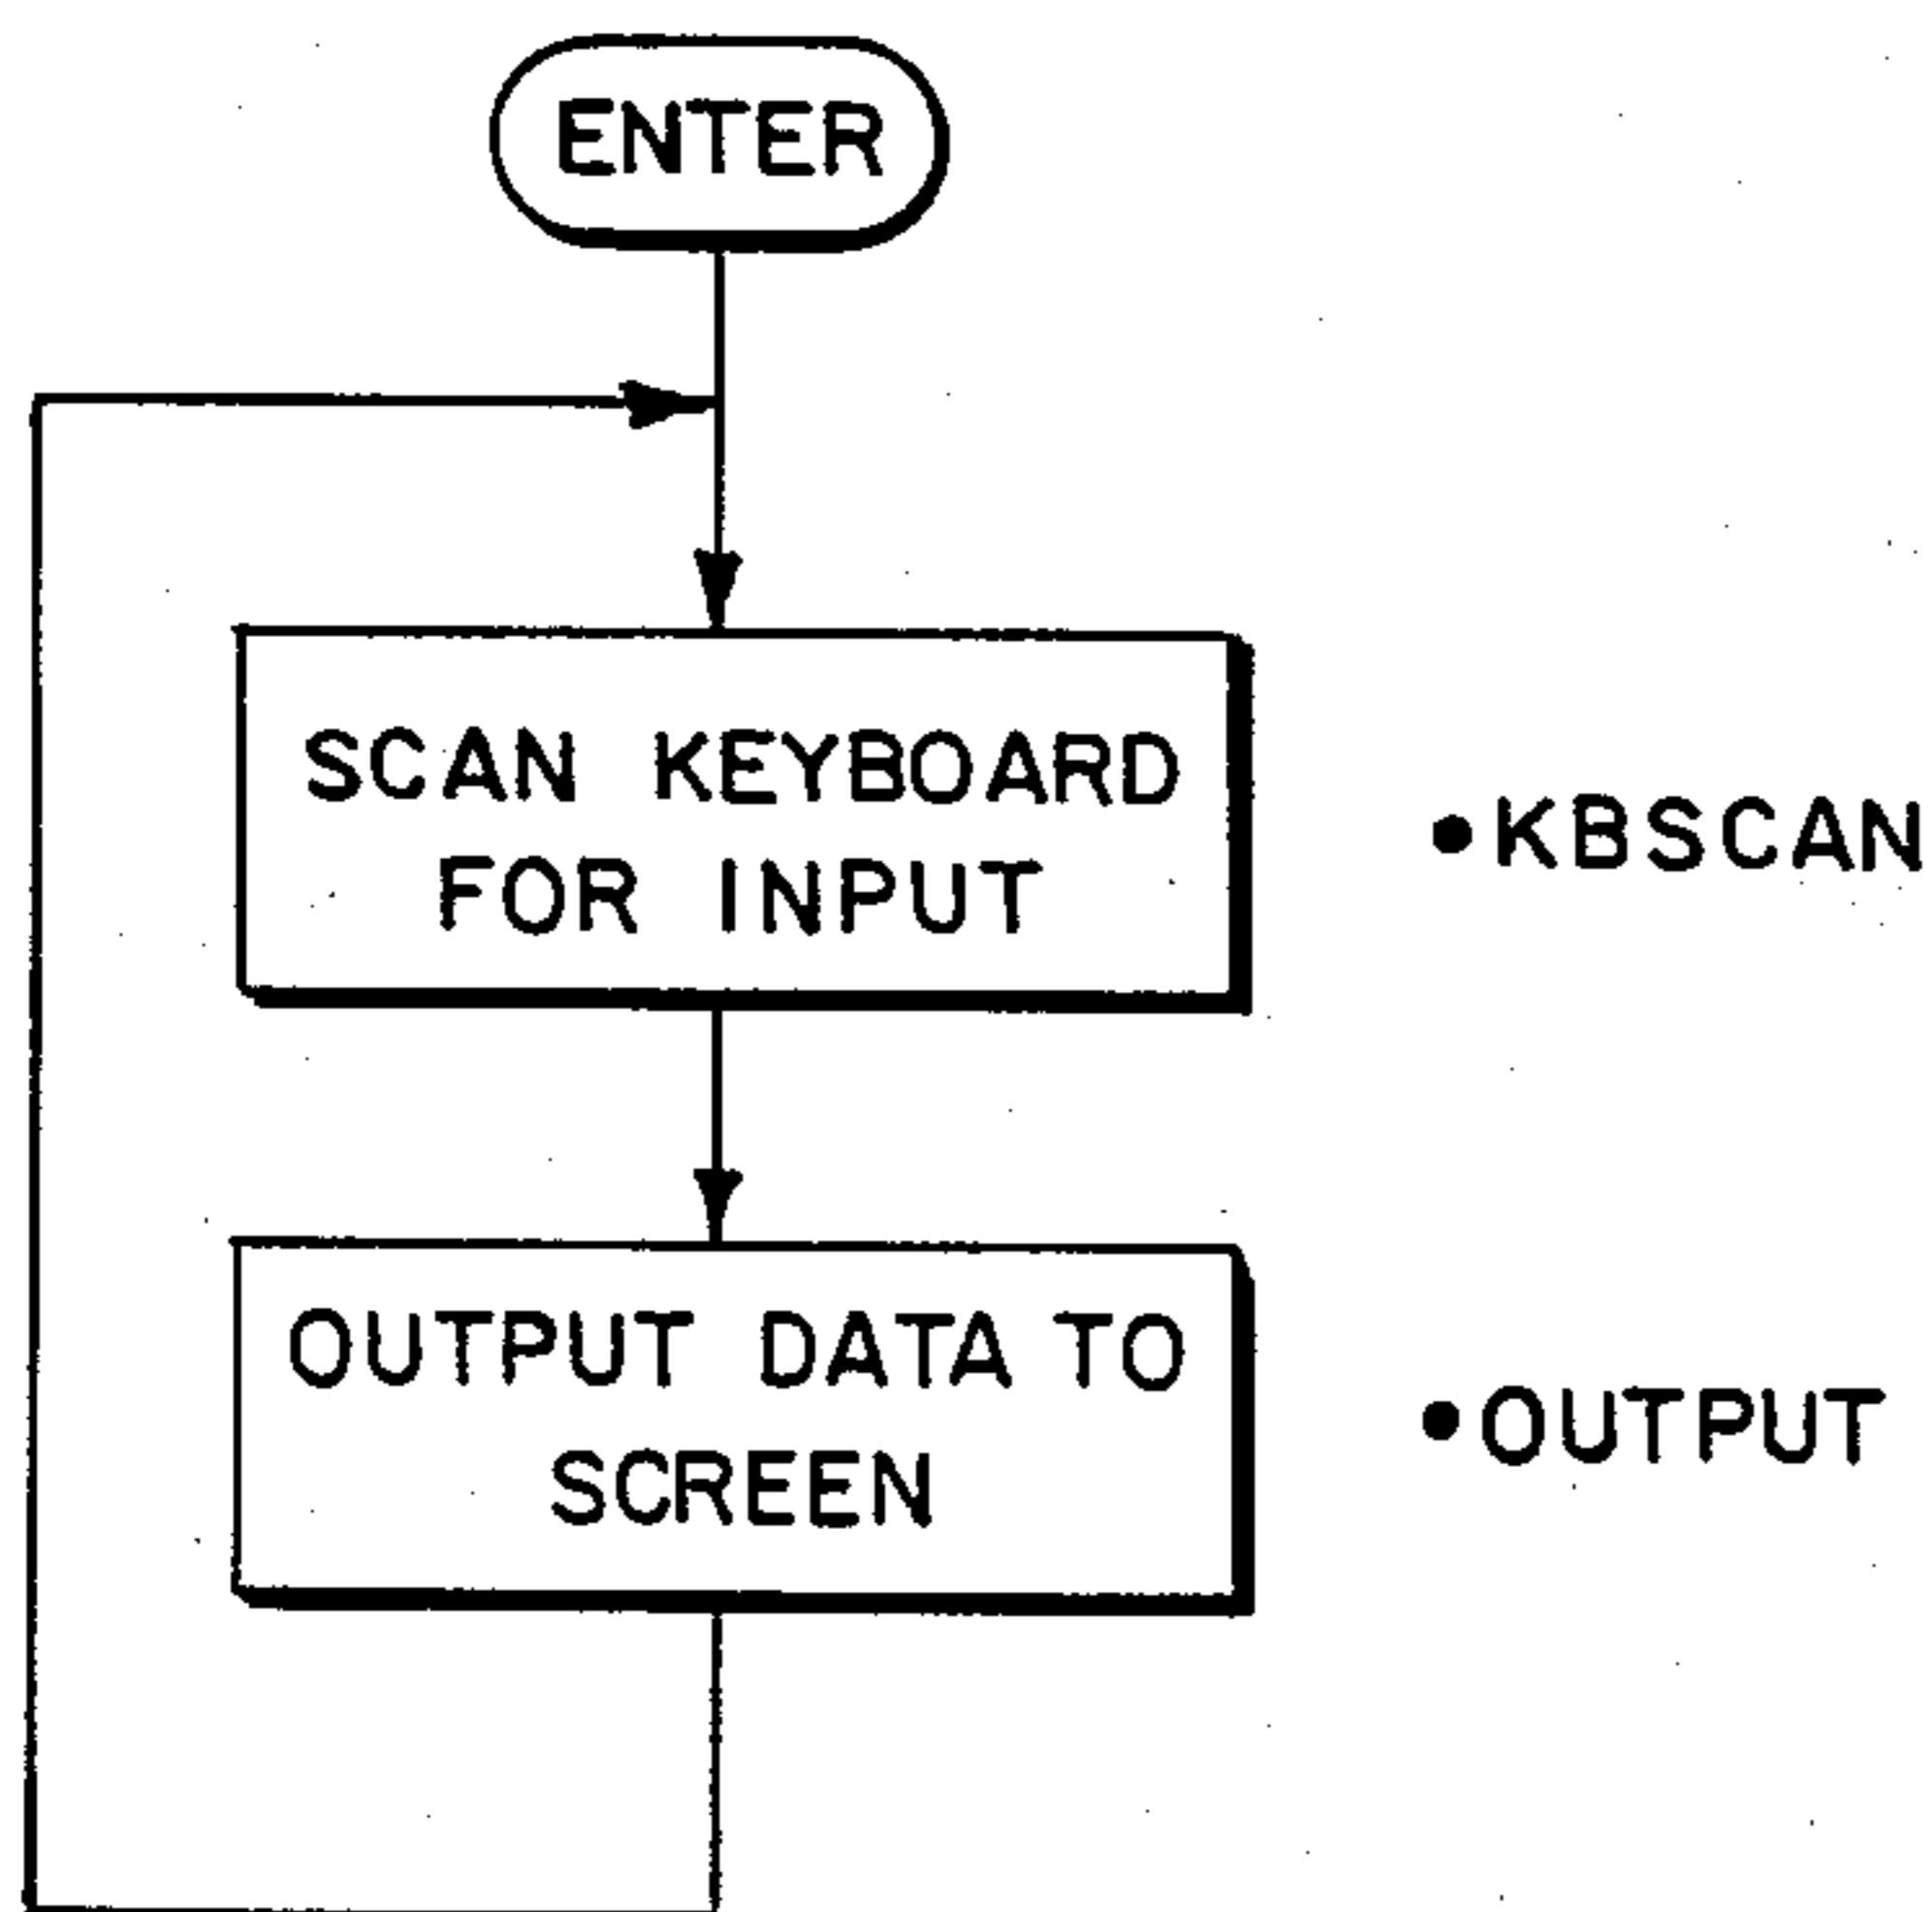 ENTER
SCAN KEYBOARD
FOR INPUT
•KBSCAN
OUTPUT DATA TO
SCREEN
•OUTPUT